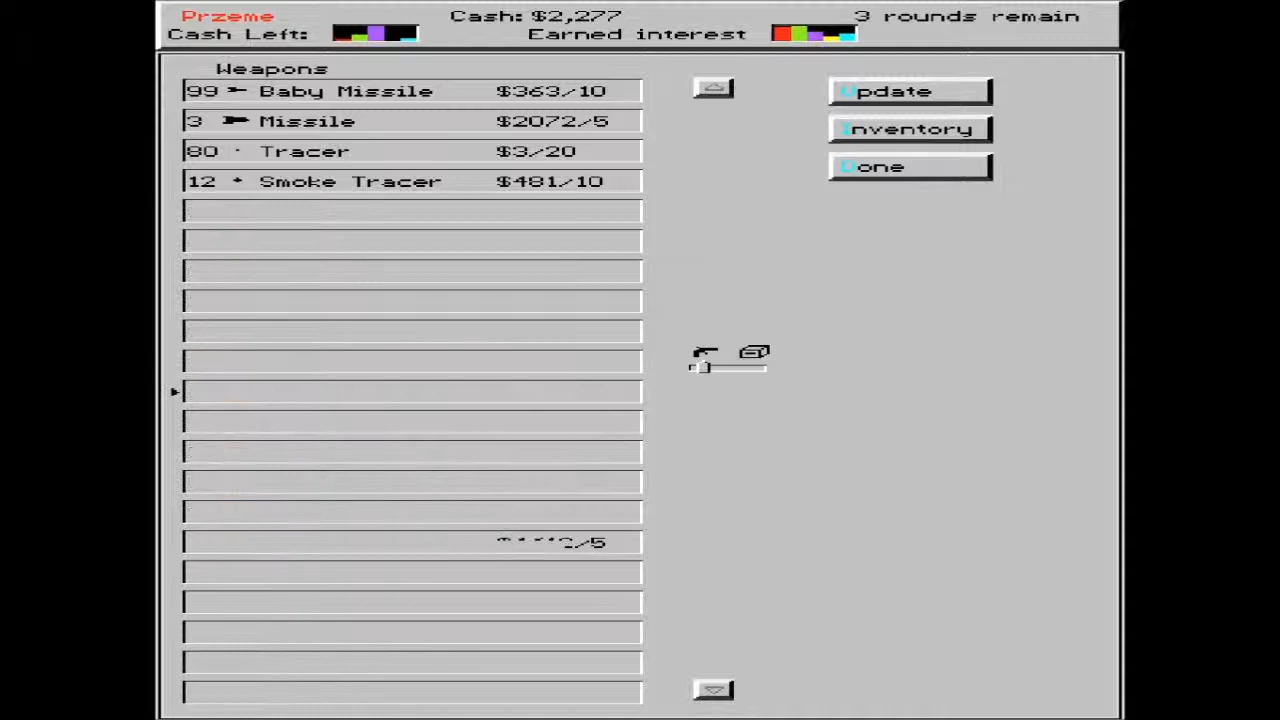 Przeme Cash: $2,277 3 rounds remain
Cash Left: Earned interest
Weapons
99 Baby Missile $363/10
3 Missile $2072/5
80 Tracer $3/20
12 Smoke Tracer $481/10
/5
Update
Inventory
Done